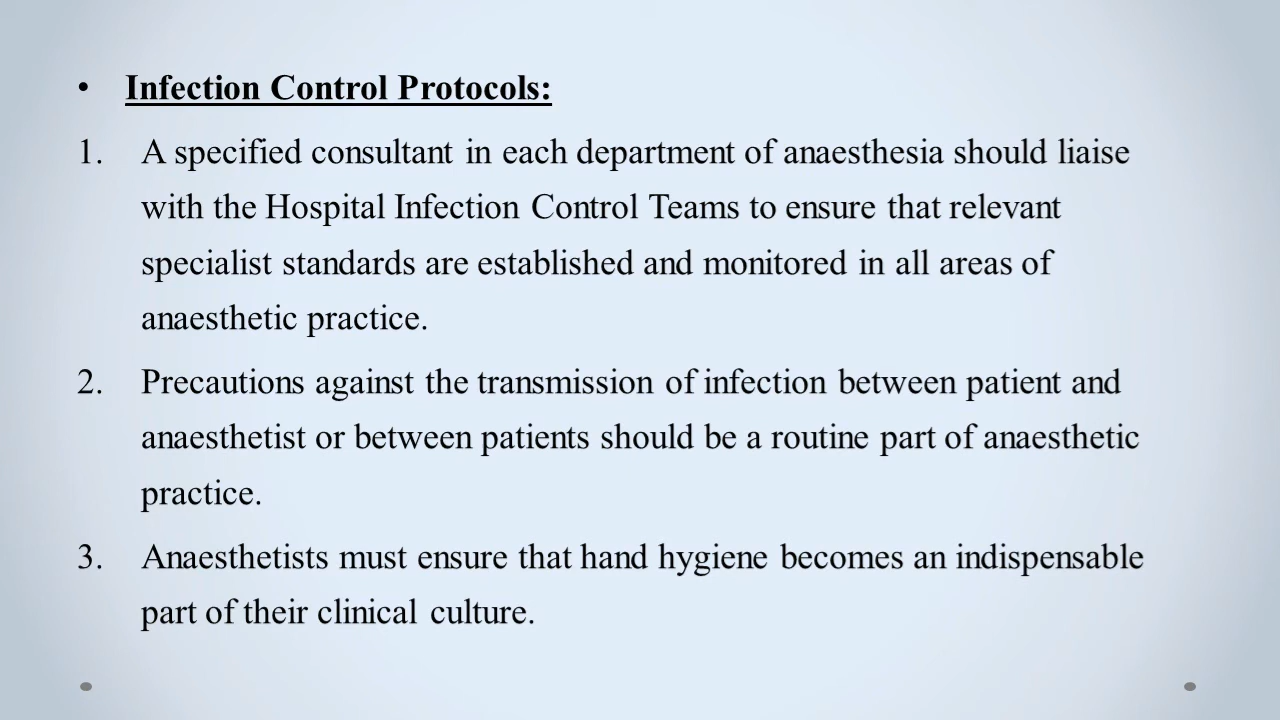 • Infection Control Protocols:
1. A specified consultant in each department of anaesthesia should liaise
with the Hospital Infection Control Teams to ensure that relevant
specialist standards are established and monitored in all areas of
anaesthetic practice.
2. Precautions against the transmission of infection between patient and
anaesthetist or between patients should be a routine part of anaesthetic
practice.
3. Anaesthetists must ensure that hand hygiene becomes an indispensable
part of their clinical culture.